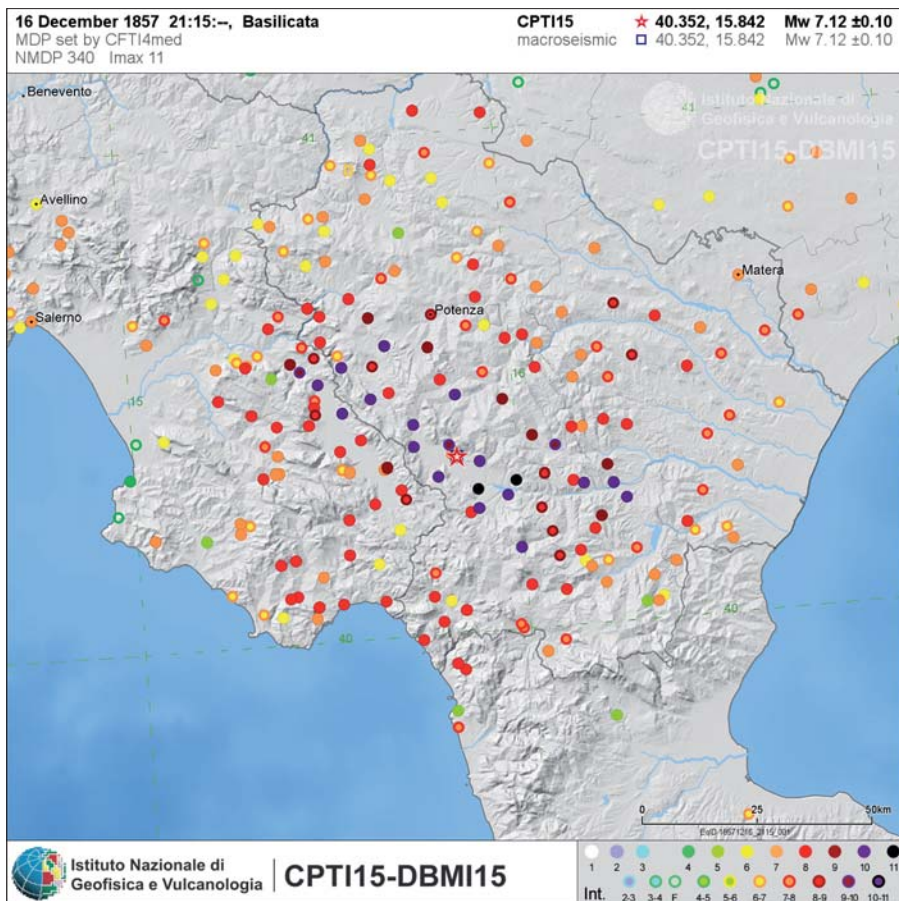 16 December 1857 21:15:--, Basilicata
MDP set by CFTI4med
NMDP 340 Imax 11
CPTI15 40.352, 15.842 Mw 7.12 ±0.10
macroseismic 40.352, 15.842 Mw 7.12 ±0.10
Benevento
Istituto Nazionale di
Geofisica e Vulcanologia
CPTI15-DBMI15
41
41
Avellino
Matera
Salerno
Potenza
16
15
40
40
0 25 50km
EqD-18571216_2115_001
Istituto Nazionale di
Geofisica e Vulcanologia
CPTI15-DBMI15
1 2 3 4 5 6 7 8 9 10 11
Int. 2-3 3-4 F 4-5 5-6 6-7 7-8 8-9 9-10 10-11